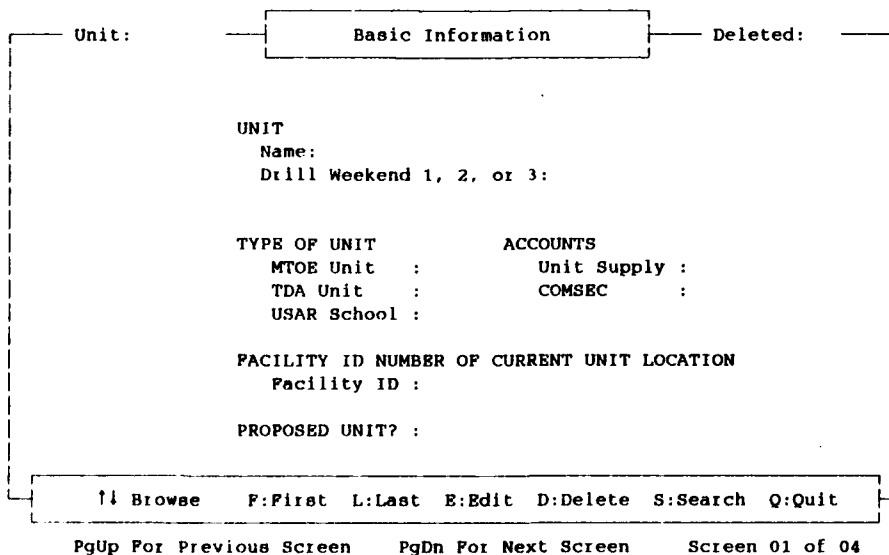 Unit: Basic Information Deleted:
UNIT
Name:
Drill Weekend 1, 2, or 3:
TYPE OF UNIT ACCOUNTS
MTOE Unit : Unit Supply :
TDA Unit : COMSEC :
USAR School :
FACILITY ID NUMBER OF CURRENT UNIT LOCATION
Facility ID :
PROPOSED UNIT? :
↑↓ Browse F:First L:Last E:Edit D:Delete S:Search Q:Quit
PgUp For Previous Screen PgDn For Next Screen Screen 01 of 04